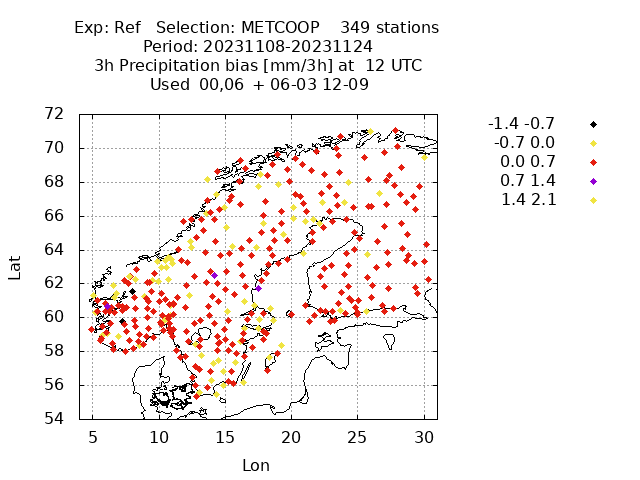 Exp: Ref   Selection: METCOOP    349 stations
Period: 20231108-20231124
3h Precipitation bias [mm/3h] at  12 UTC
Used  00,06  + 06-03 12-09
-1.4 -0.7
-0.7 0.0
0.0 0.7
0.7 1.4
1.4 2.1
72
70
68
66
64
62
60
58
56
54
Lat
5 10 15 20 25 30
Lon